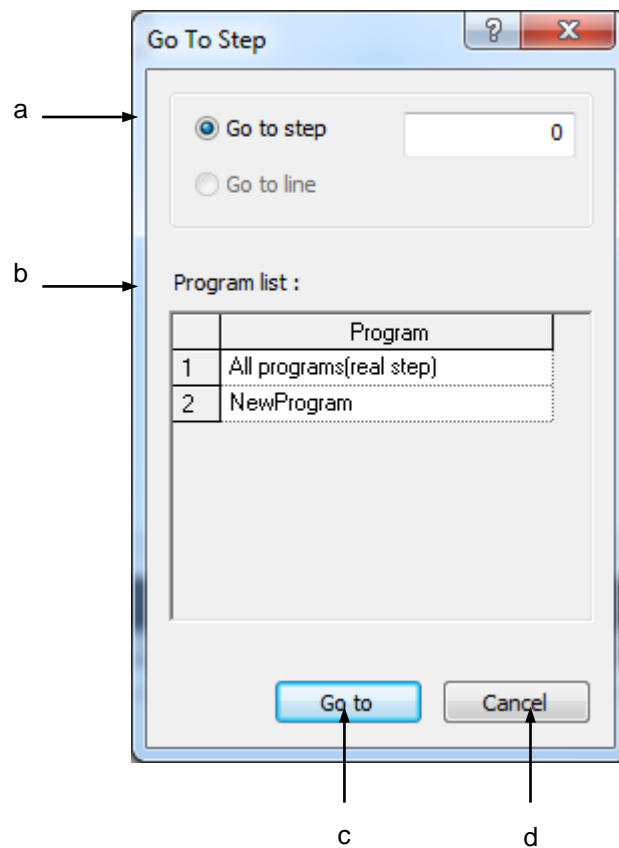 Go To Step
a
Go to step 0
Go to line
b
Program list :
Program
1 All programs(real step)
2 NewProgram
Go to Cancel
c d